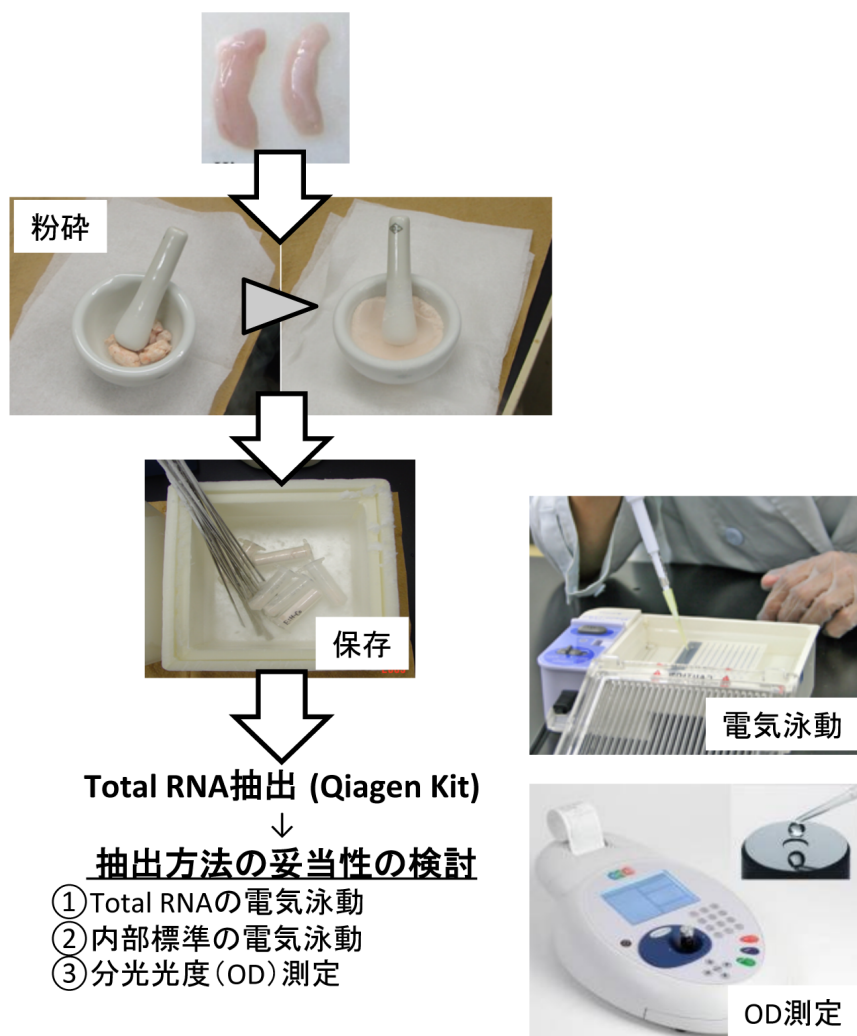 粉砕
保存
Total RNA抽出 (Qiagen Kit)
↓
抽出方法の妥当性の検討
①Total RNAの電気泳動
②内部標準の電気泳動
③分光光度(OD)測定
電気泳動
OD測定